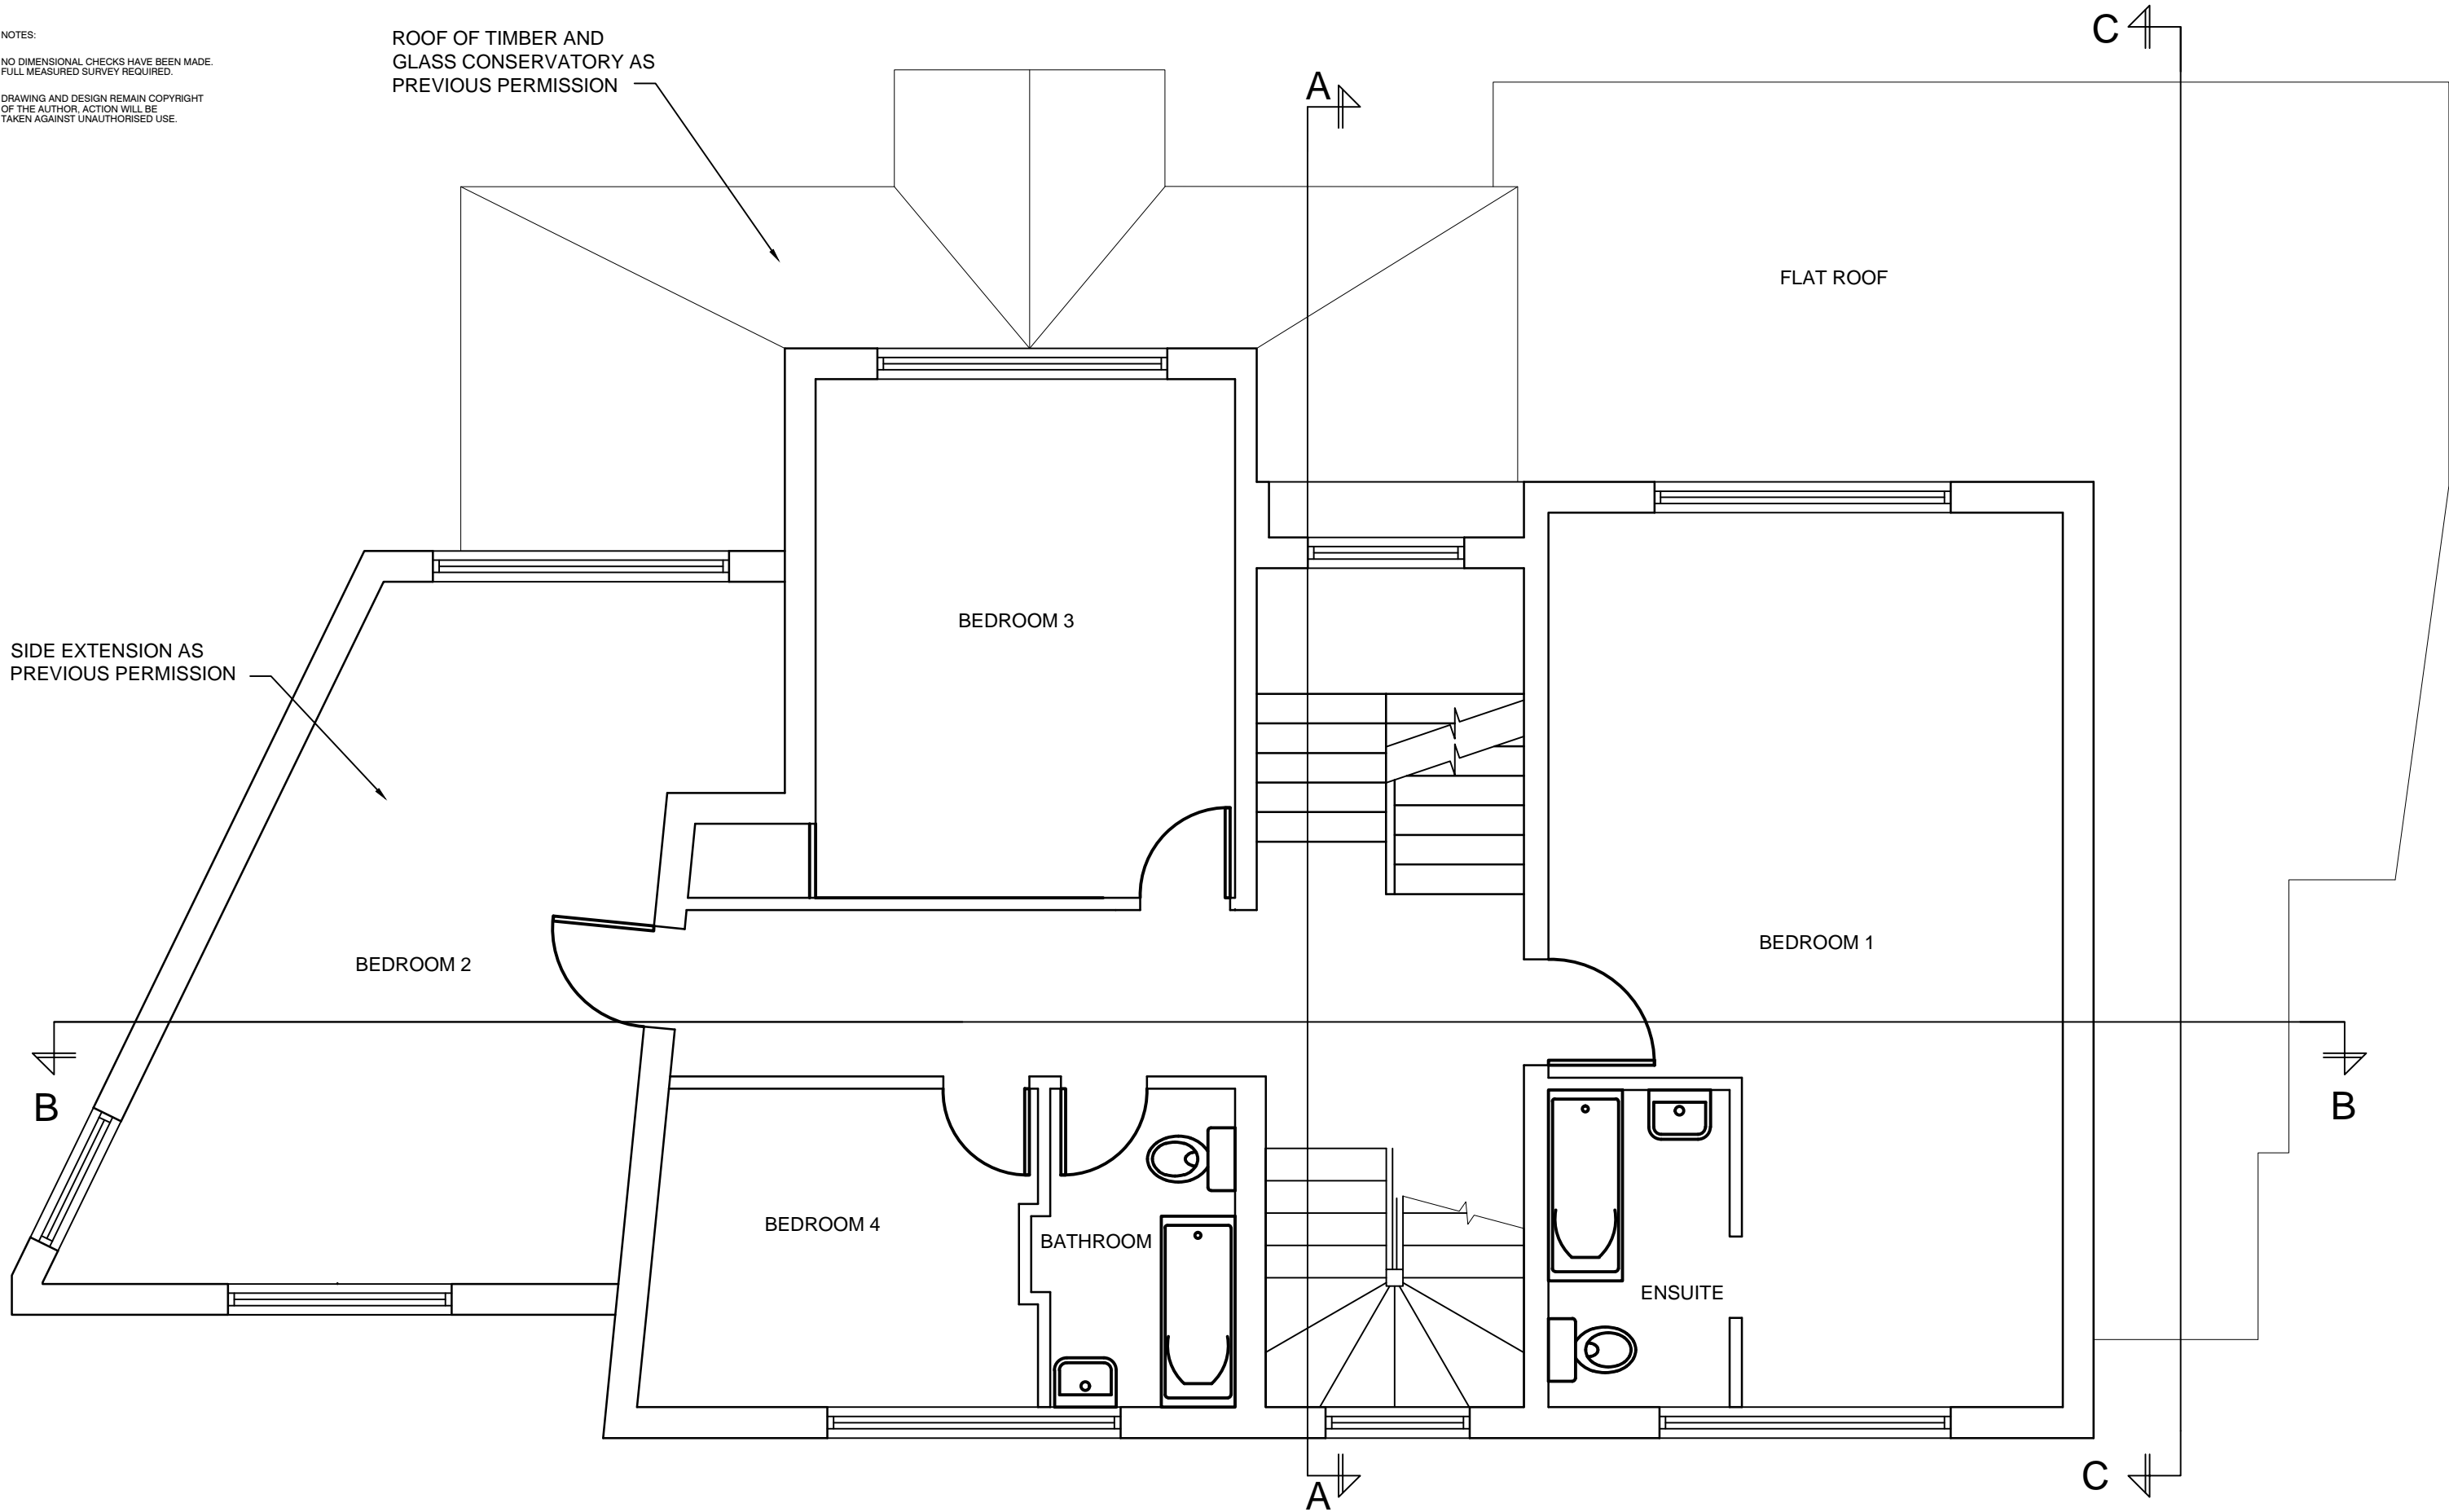 NOTES:
NO DIMENSIONAL CHECKS HAVE BEEN MADE.
FULL MEASURED SURVEY REQUIRED.
DRAWING AND DESIGN REMAIN COPYRIGHT
OF THE AUTHOR, ACTION WILL BE
TAKEN AGAINST UNAUTHORISED USE.
ROOF OF TIMBER AND
GLASS CONSERVATORY AS
PREVIOUS PERMISSION
C
A
FLAT ROOF
BEDROOM 3
SIDE EXTENSION AS
PREVIOUS PERMISSION
BEDROOM 1
BEDROOM 2
B
B
BEDROOM 4
BATHROOM
ENSUITE
C
A